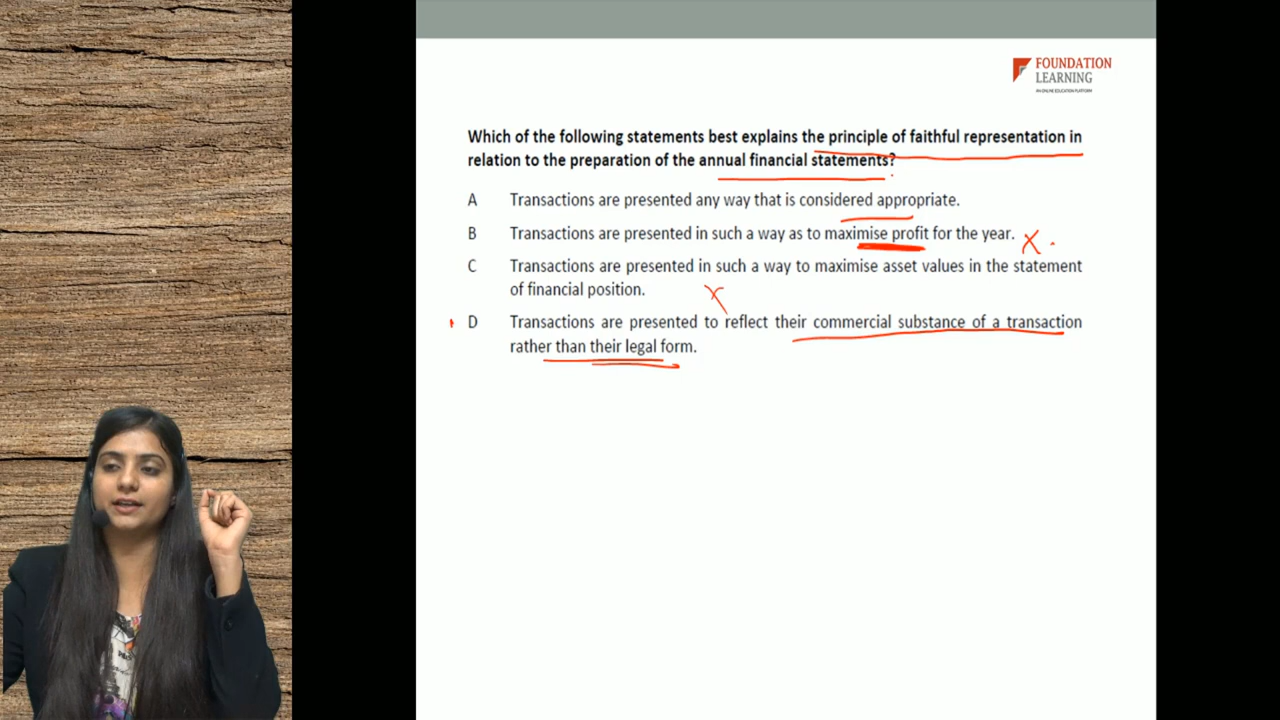 FOUNDATION
LEARNING
AN ONLINE EDUCATION PLATFORM
Which of the following statements best explains the principle of faithful representation in
relation to the preparation of the annual financial statements?
A Transactions are presented any way that is considered appropriate.
B Transactions are presented in such a way as to maximise profit for the year.
C Transactions are presented in such a way to maximise asset values in the statement
of financial position.
D Transactions are presented to reflect their commercial substance of a transaction
rather than their legal form.